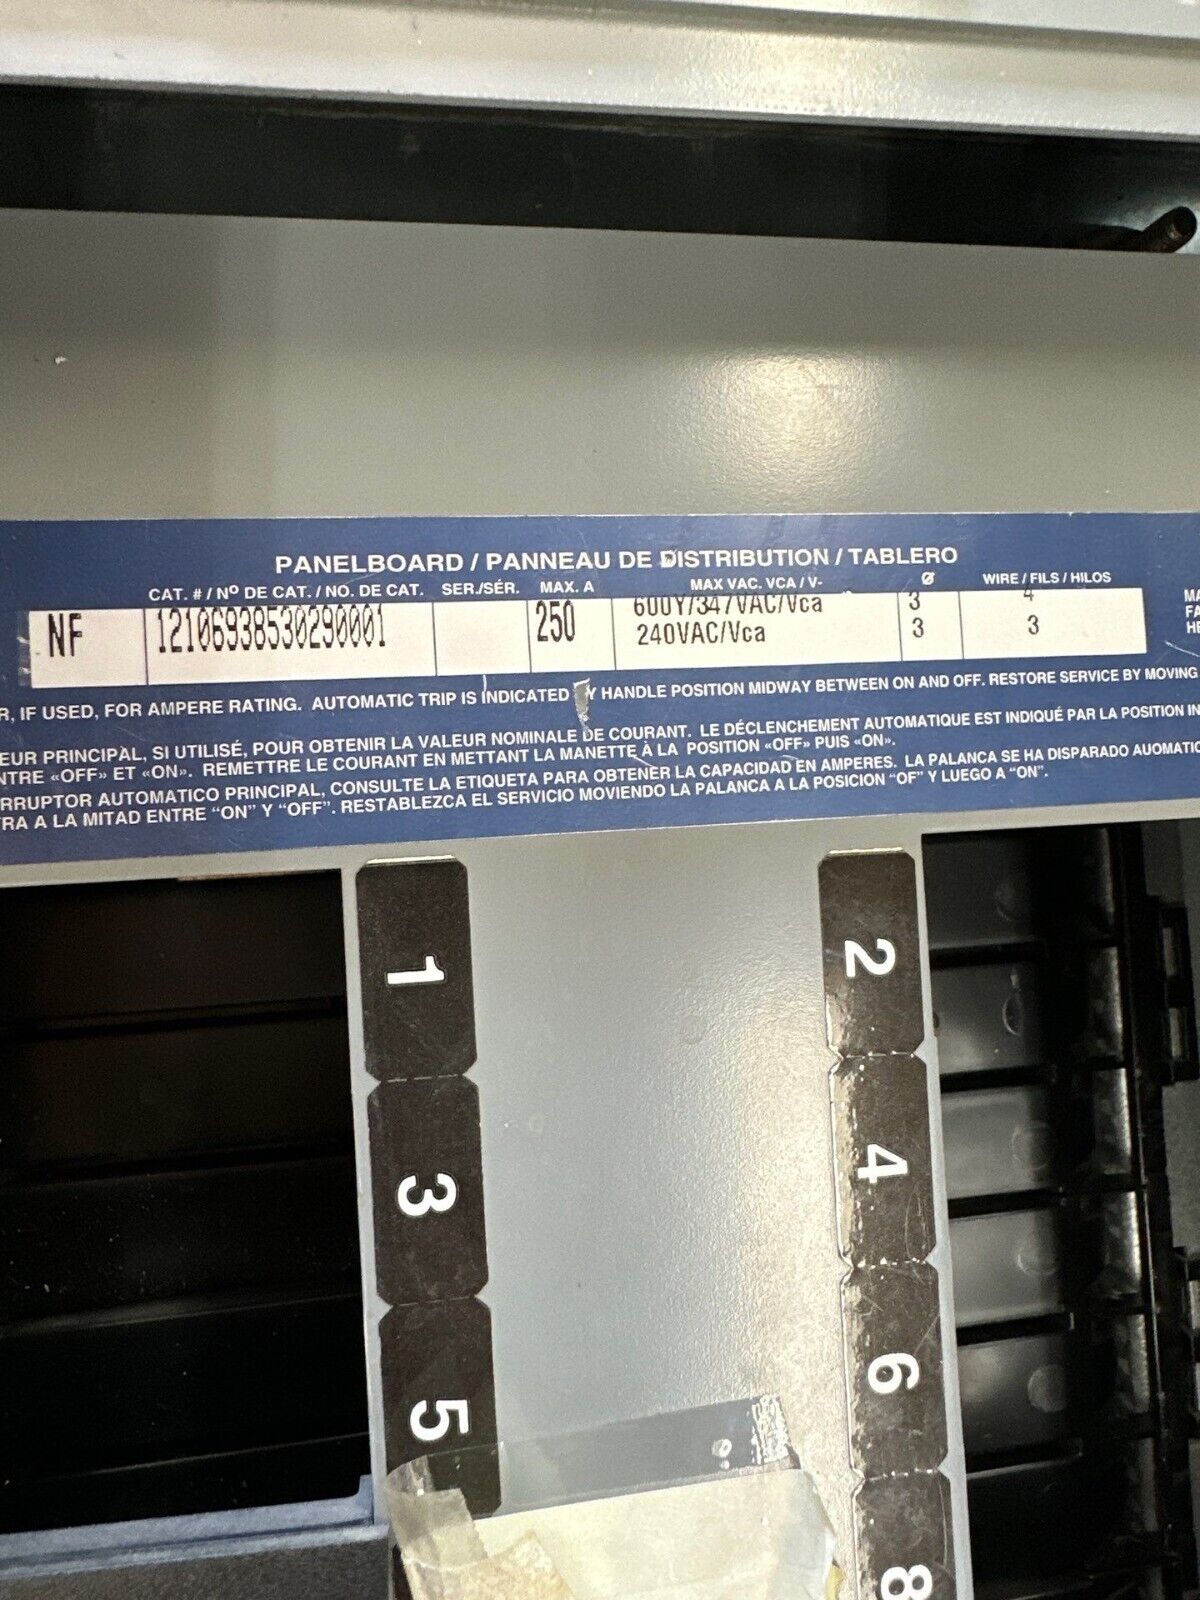 PANELBOARD / PANNEAU DE DISTRIBUTION / TABLERO
CAT. # / Nº DE CAT. / NO. DE CAT. SER./SÉR. MAX. A MAX VAC. VCA / V- Ø WIRE / FILS / HILOS
NF 12106938530290001 250 600Y/347VAC/Vca 3 4
240VAC/Vca 3 3
R, IF USED, FOR AMPERE RATING. AUTOMATIC TRIP IS INDICATED Y HANDLE POSITION MIDWAY BETWEEN ON AND OFF. RESTORE SERVICE BY MOVING
EUR PRINCIPAL, SI UTILISÉ, POUR OBTENIR LA VALEUR NOMINALE DE COURANT. LE DÉCLENCHEMENT AUTOMATIQUE EST INDIQUÉ PAR LA POSITION IN
NTRE «OFF» ET «ON». REMETTRE LE COURANT EN METTANT LA MANETTE À LA POSITION «OFF» PUIS «ON».
ERRUPTOR AUTOMATICO PRINCIPAL, CONSULTE LA ETIQUETA PARA OBTENER LA CAPACIDAD EN AMPERES. LA PALANCA SE HA DISPARADO AUOMATIC
TRA A LA MITAD ENTRE "ON" Y "OFF". RESTABLEZCA EL SERVICIO MOVIENDO LA PALANCA A LA POSICION "OF" Y LUEGO A "ON".
MA
FA
HE
1 2
3 4
5 6
8